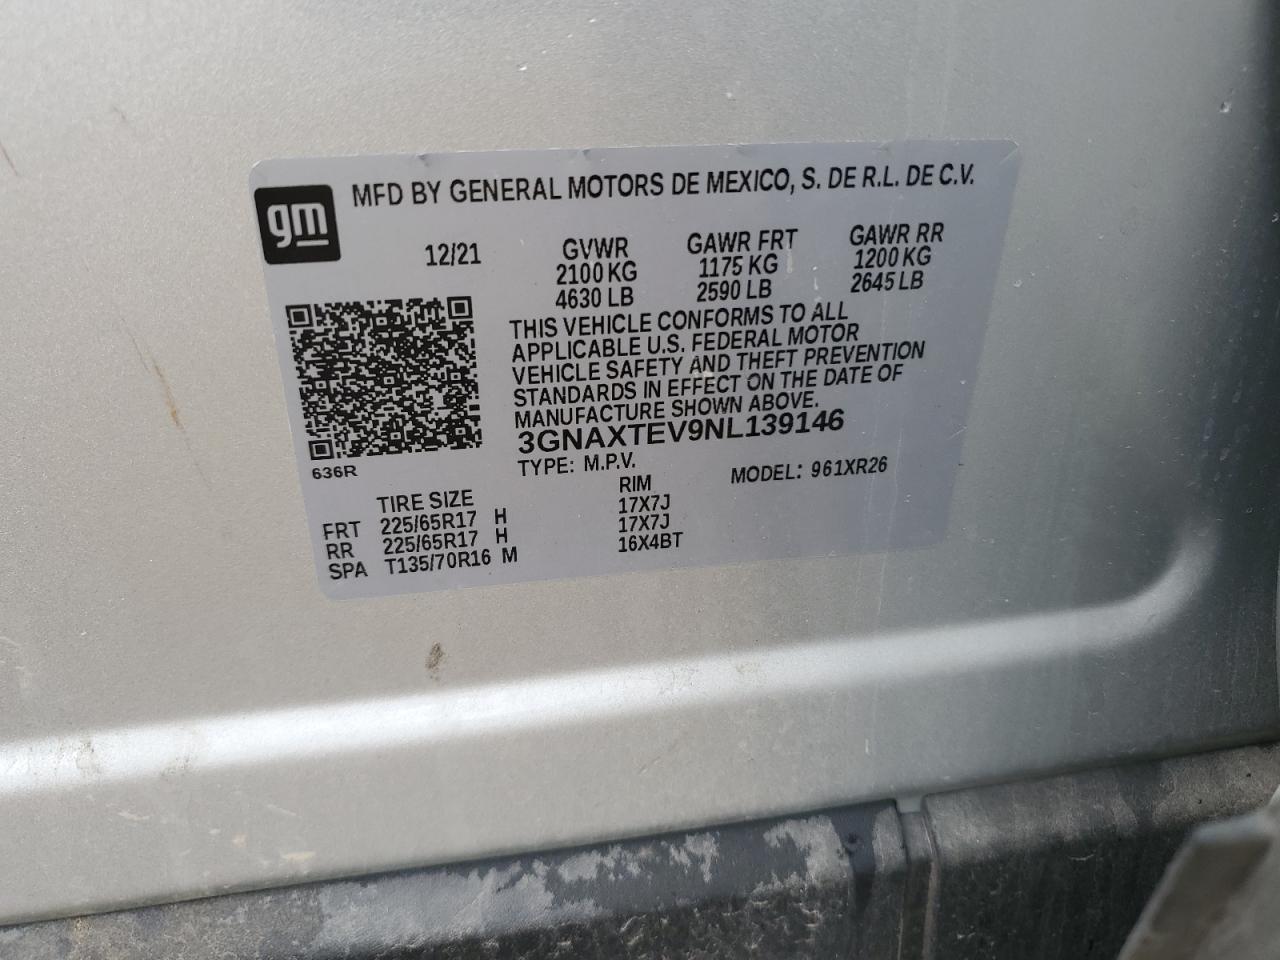 gm
MFD BY GENERAL MOTORS DE MEXICO, S. DE R.L. DE C.V.
12/21 GVWR GAWR FRT GAWR RR
2100 KG 1175 KG 1200 KG
4630 LB 2590 LB 2645 LB
THIS VEHICLE CONFORMS TO ALL
APPLICABLE U.S. FEDERAL MOTOR
VEHICLE SAFETY AND THEFT PREVENTION
STANDARDS IN EFFECT ON THE DATE OF
MANUFACTURE SHOWN ABOVE.
3GNAXTEV9NL139146
636R
TYPE: M.P.V. MODEL: 961XR26
TIRE SIZE RIM
FRT 225/65R17 H 17X7J
RR 225/65R17 H 17X7J
SPA T135/70R16 M 16X4BT